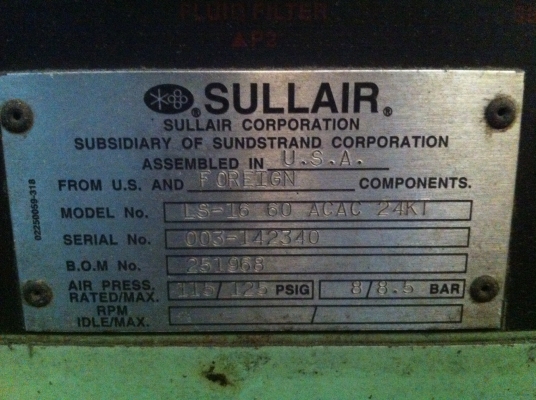 FLUID FILTER
▲P2
SULLAIR®
SULLAIR CORPORATION
SUBSIDIARY OF SUNDSTRAND CORPORATION
ASSEMBLED IN U.S.A.
FROM U.S. AND FOREIGN COMPONENTS.
MODEL No. LS-16 60 ACAC 24KT
SERIAL No. 003-142340
B.O.M No. 251968
AIR PRESS. RATED/MAX. 115/125 PSIG 8/8.5 BAR
RPM IDLE/MAX. /
02250059-318